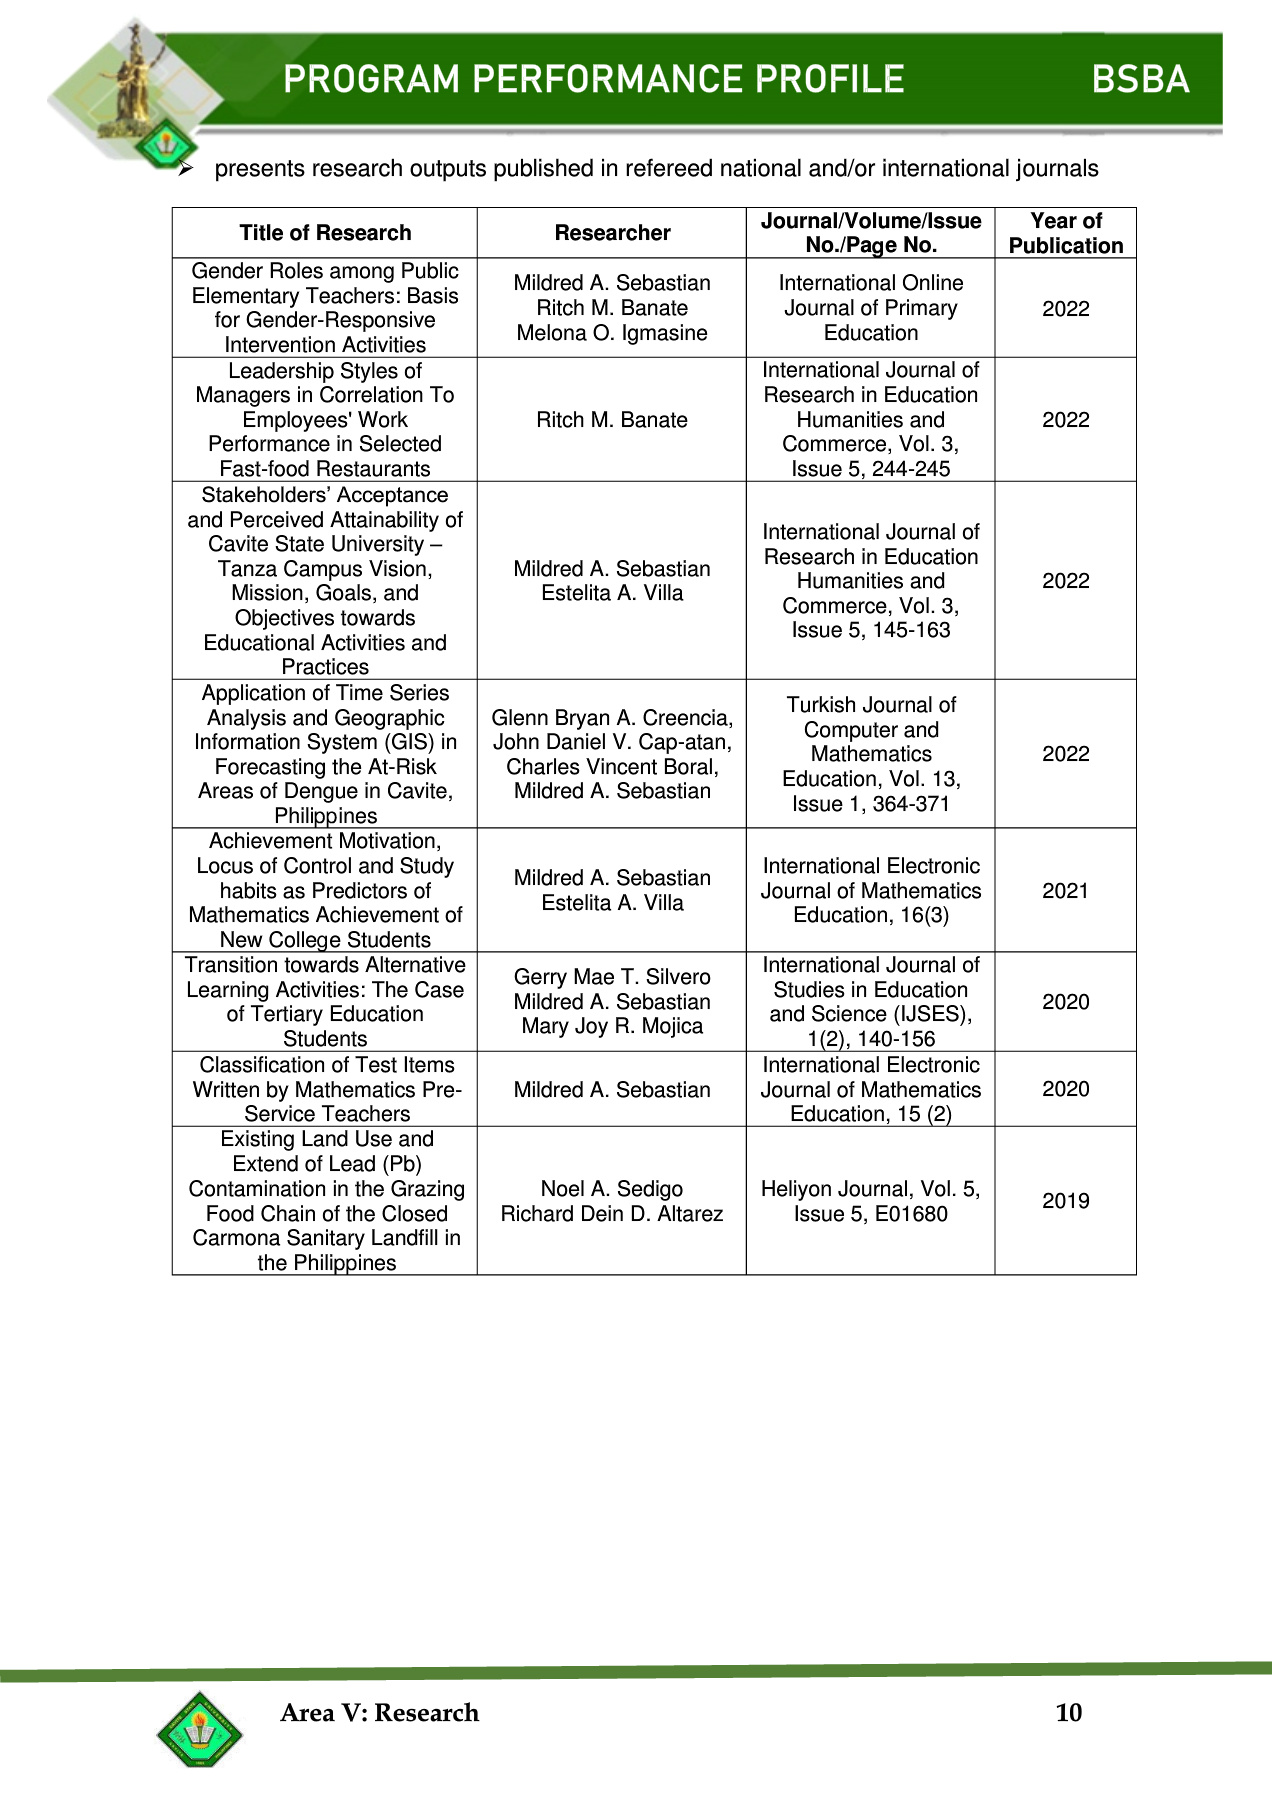 PROGRAM PERFORMANCE PROFILE BSBA
➢ presents research outputs published in refereed national and/or international journals
Title of Research
Researcher
Journal/Volume/Issue
No./Page No.
Year of
Publication
Gender Roles among Public
Elementary Teachers: Basis
for Gender-Responsive
Intervention Activities
Mildred A. Sebastian
Ritch M. Banate
Melona O. Igmasine
International Online
Journal of Primary
Education
2022
Leadership Styles of
Managers in Correlation To
Employees' Work
Performance in Selected
Fast-food Restaurants
Ritch M. Banate
International Journal of
Research in Education
Humanities and
Commerce, Vol. 3,
Issue 5, 244-245
2022
Stakeholders’ Acceptance
and Perceived Attainability of
Cavite State University –
Tanza Campus Vision,
Mission, Goals, and
Objectives towards
Educational Activities and
Practices
Mildred A. Sebastian
Estelita A. Villa
International Journal of
Research in Education
Humanities and
Commerce, Vol. 3,
Issue 5, 145-163
2022
Application of Time Series
Analysis and Geographic
Information System (GIS) in
Forecasting the At-Risk
Areas of Dengue in Cavite,
Philippines
Glenn Bryan A. Creencia,
John Daniel V. Cap-atan,
Charles Vincent Boral,
Mildred A. Sebastian
Turkish Journal of
Computer and
Mathematics
Education, Vol. 13,
Issue 1, 364-371
2022
Achievement Motivation,
Locus of Control and Study
habits as Predictors of
Mathematics Achievement of
New College Students
Mildred A. Sebastian
Estelita A. Villa
International Electronic
Journal of Mathematics
Education, 16(3)
2021
Transition towards Alternative
Learning Activities: The Case
of Tertiary Education
Students
Gerry Mae T. Silvero
Mildred A. Sebastian
Mary Joy R. Mojica
International Journal of
Studies in Education
and Science (IJSES),
1(2), 140-156
2020
Classification of Test Items
Written by Mathematics Pre-
Service Teachers
Mildred A. Sebastian
International Electronic
Journal of Mathematics
Education, 15 (2)
2020
Existing Land Use and
Extend of Lead (Pb)
Contamination in the Grazing
Food Chain of the Closed
Carmona Sanitary Landfill in
the Philippines
Noel A. Sedigo
Richard Dein D. Altarez
Heliyon Journal, Vol. 5,
Issue 5, E01680
2019
Area V: Research 10